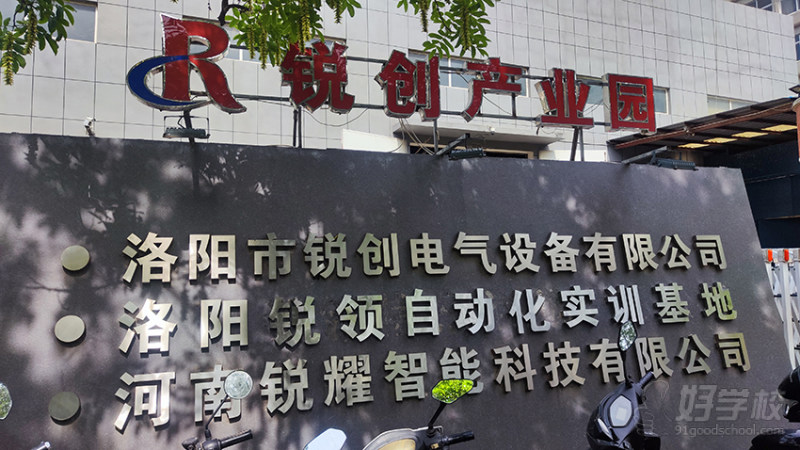 R 锐创产业园
洛阳市锐创电气设备有限公司
洛阳锐领自动化实训基地
河南锐耀智能科技有限公司
好学校
91goodschool.com